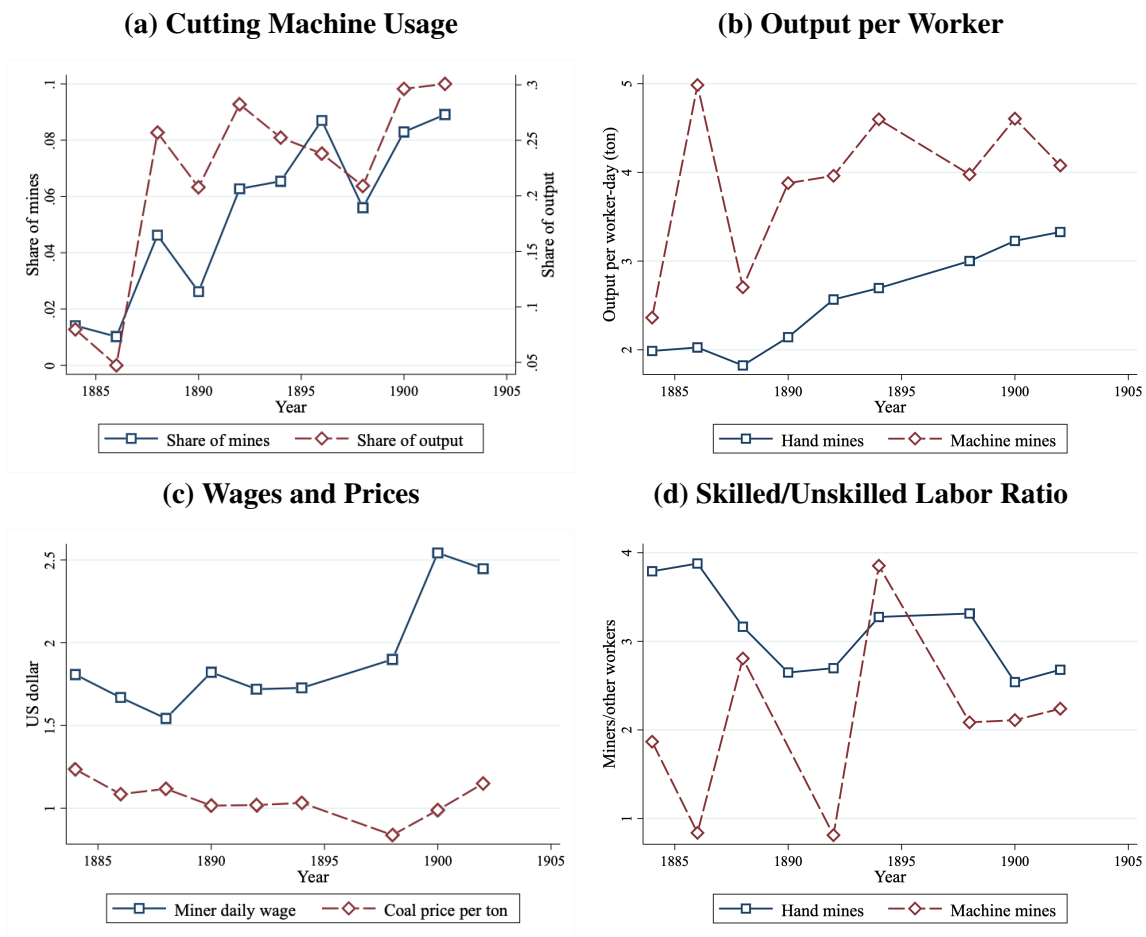 (a) Cutting Machine Usage
Share of mines
.1
.08
.06
.04
.02
0
Share of output
.3
.25
.2
.15
.1
.05
1885 1890 1895 1900 1905
Year
Share of mines Share of output
(b) Output per Worker
Output per worker-day (ton)
5
4
3
2
1885 1890 1895 1900 1905
Year
Hand mines Machine mines
(c) Wages and Prices
US dollar
2.5
2
1.5
1
1885 1890 1895 1900 1905
Year
Miner daily wage Coal price per ton
(d) Skilled/Unskilled Labor Ratio
Miners/other workers
4
3
2
1
1885 1890 1895 1900 1905
Year
Hand mines Machine mines